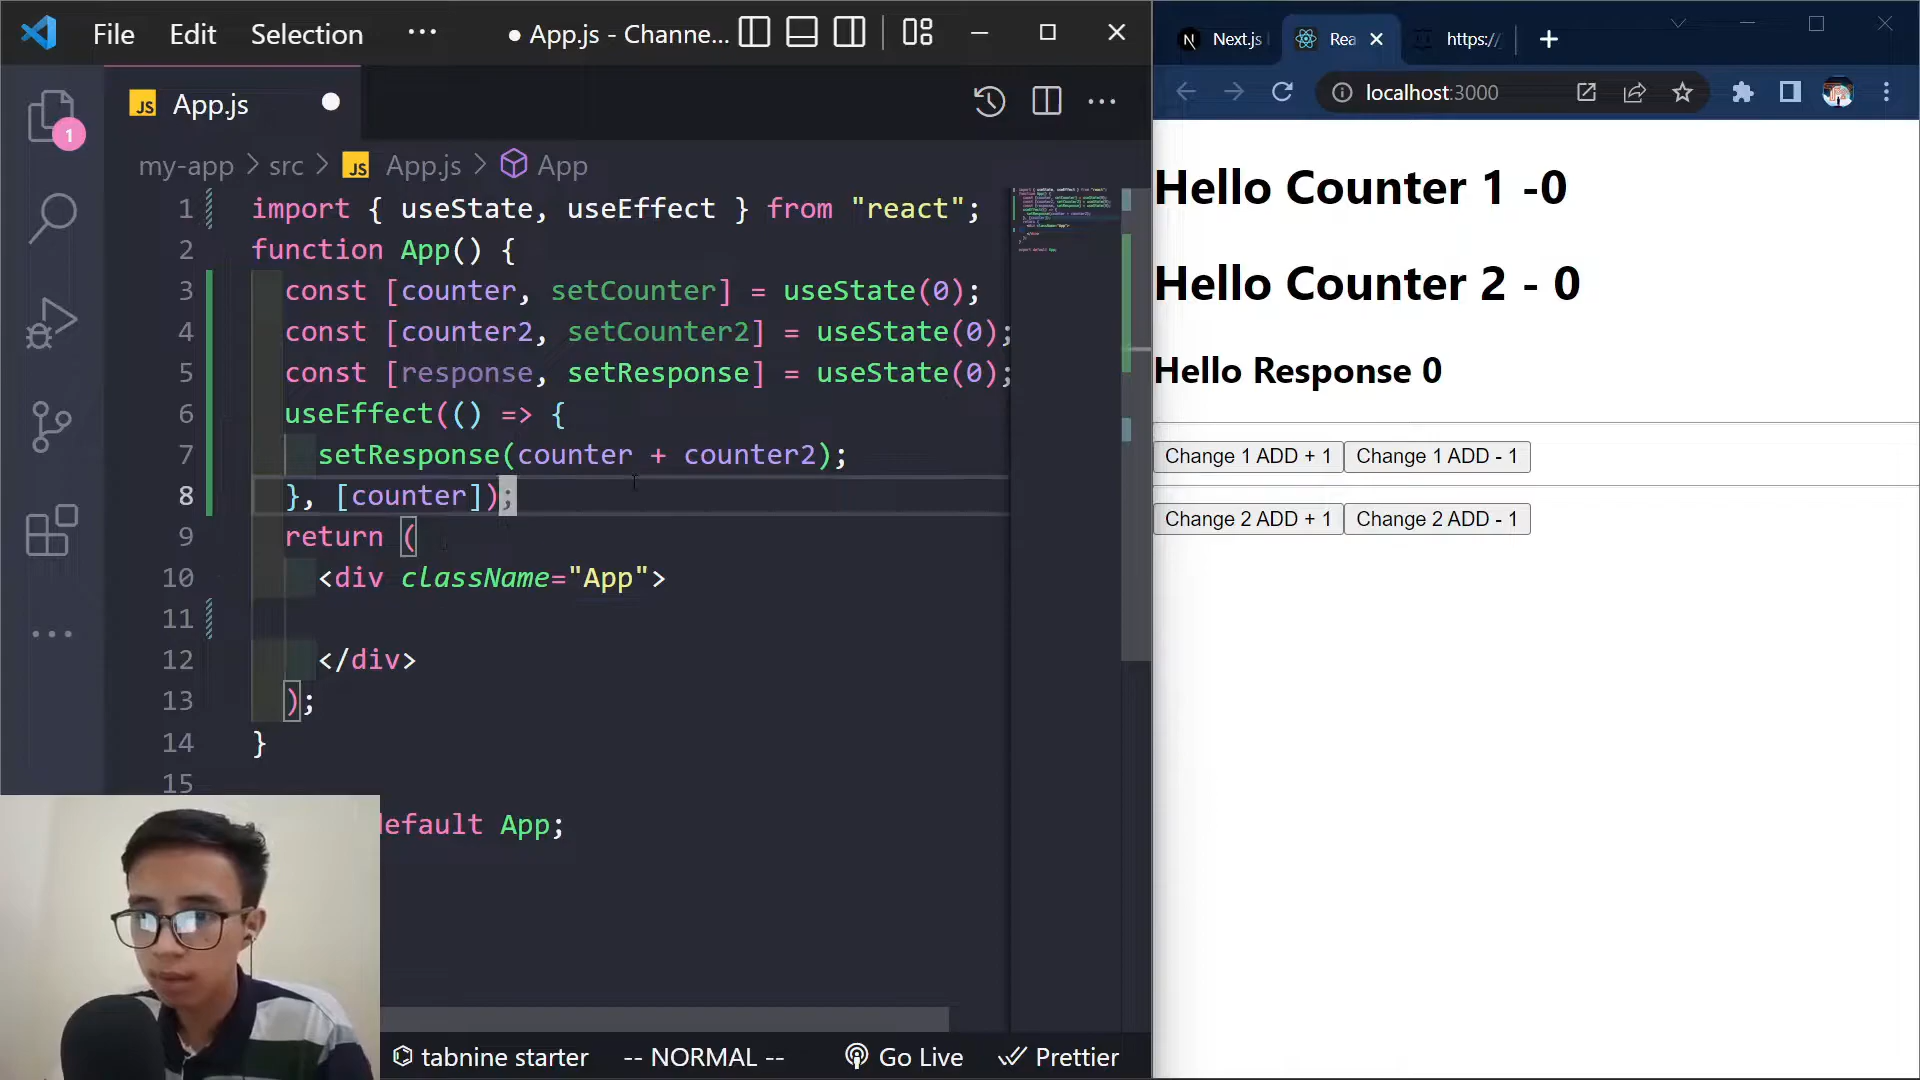 File Edit Selection ··· ● App.js - Channe...
JS App.js
1
my-app > src > JS App.js > App
1 import { useState, useEffect } from "react";
2 function App() {
3 const [counter, setCounter] = useState(0);
4 const [counter2, setCounter2] = useState(0);
5 const [response, setResponse] = useState(0);
6 useEffect(() => {
7 setResponse(counter + counter2);
8 }, [counter]);
9 return (
10 <div className="App">
11
12 </div>
13 );
14 }
15
default App;
tabnine starter -- NORMAL -- Go Live Prettier
N Next.js Rea https://
localhost:3000
Hello Counter 1 -0
Hello Counter 2 - 0
Hello Response 0
Change 1 ADD + 1 Change 1 ADD - 1
Change 2 ADD + 1 Change 2 ADD - 1